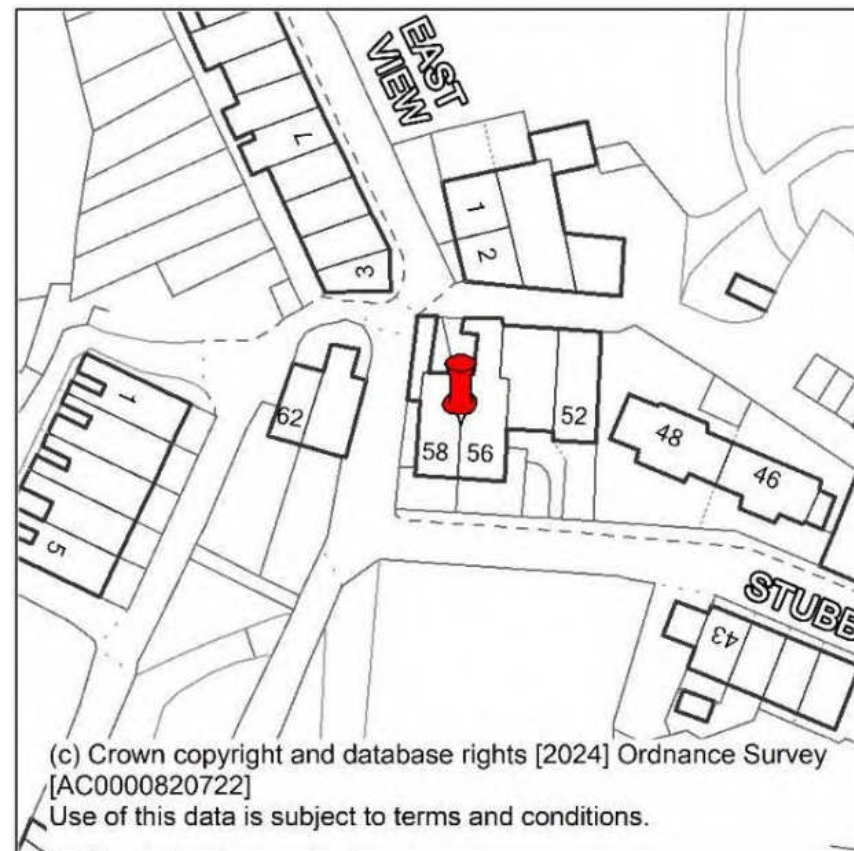 EAST
VIEW
7
1
2
3
1
62
58
56
52
48
46
5
STUBB
43
(c) Crown copyright and database rights [2024] Ordnance Survey
[AC0000820722]
Use of this data is subject to terms and conditions.